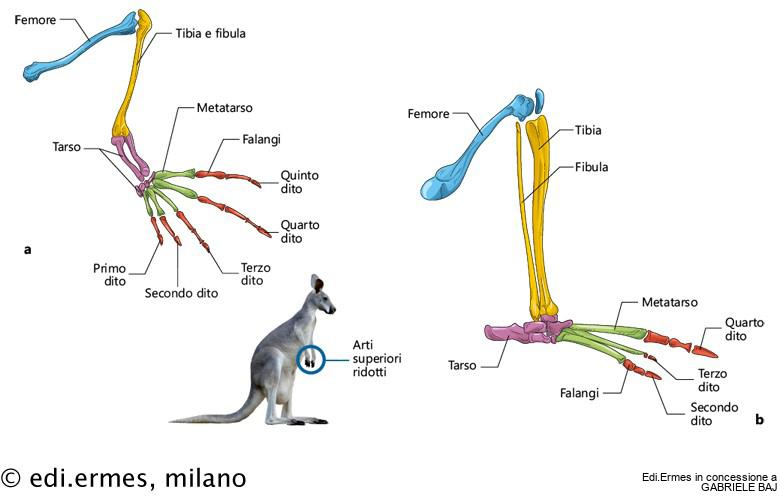 Femore
Tibia e fibula
Metatarso
Falangi
Tarso
Quinto
dito
Quarto
dito
a
Primo
dito
Secondo dito
Terzo
dito
Arti
superiori
ridotti
Femore
Tibia
Fibula
Metatarso
Quarto
dito
Tarso
Terzo
dito
Falangi
Secondo
dito
b
© edi.ermes, milano
Edi.Ermes in concessione a
GABRIELE BAJ